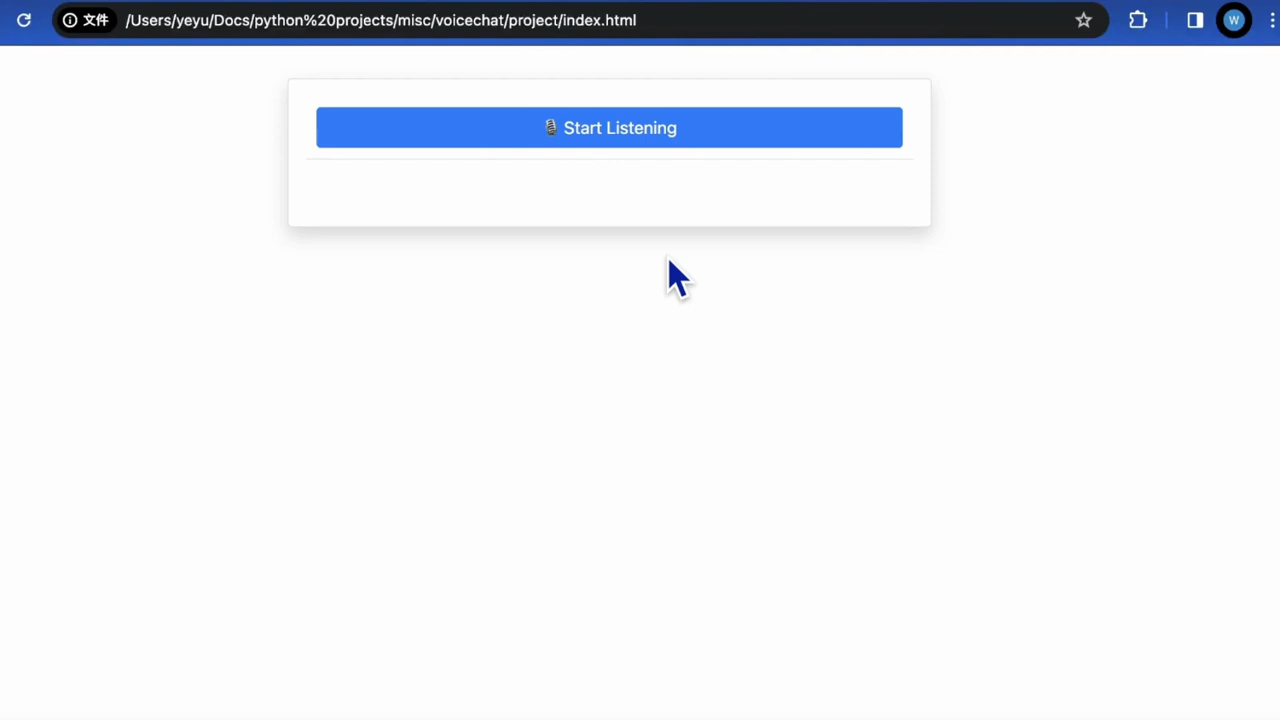 文件 /Users/yeyu/Docs/python%20projects/misc/voicechat/project/index.html
W
Start Listening